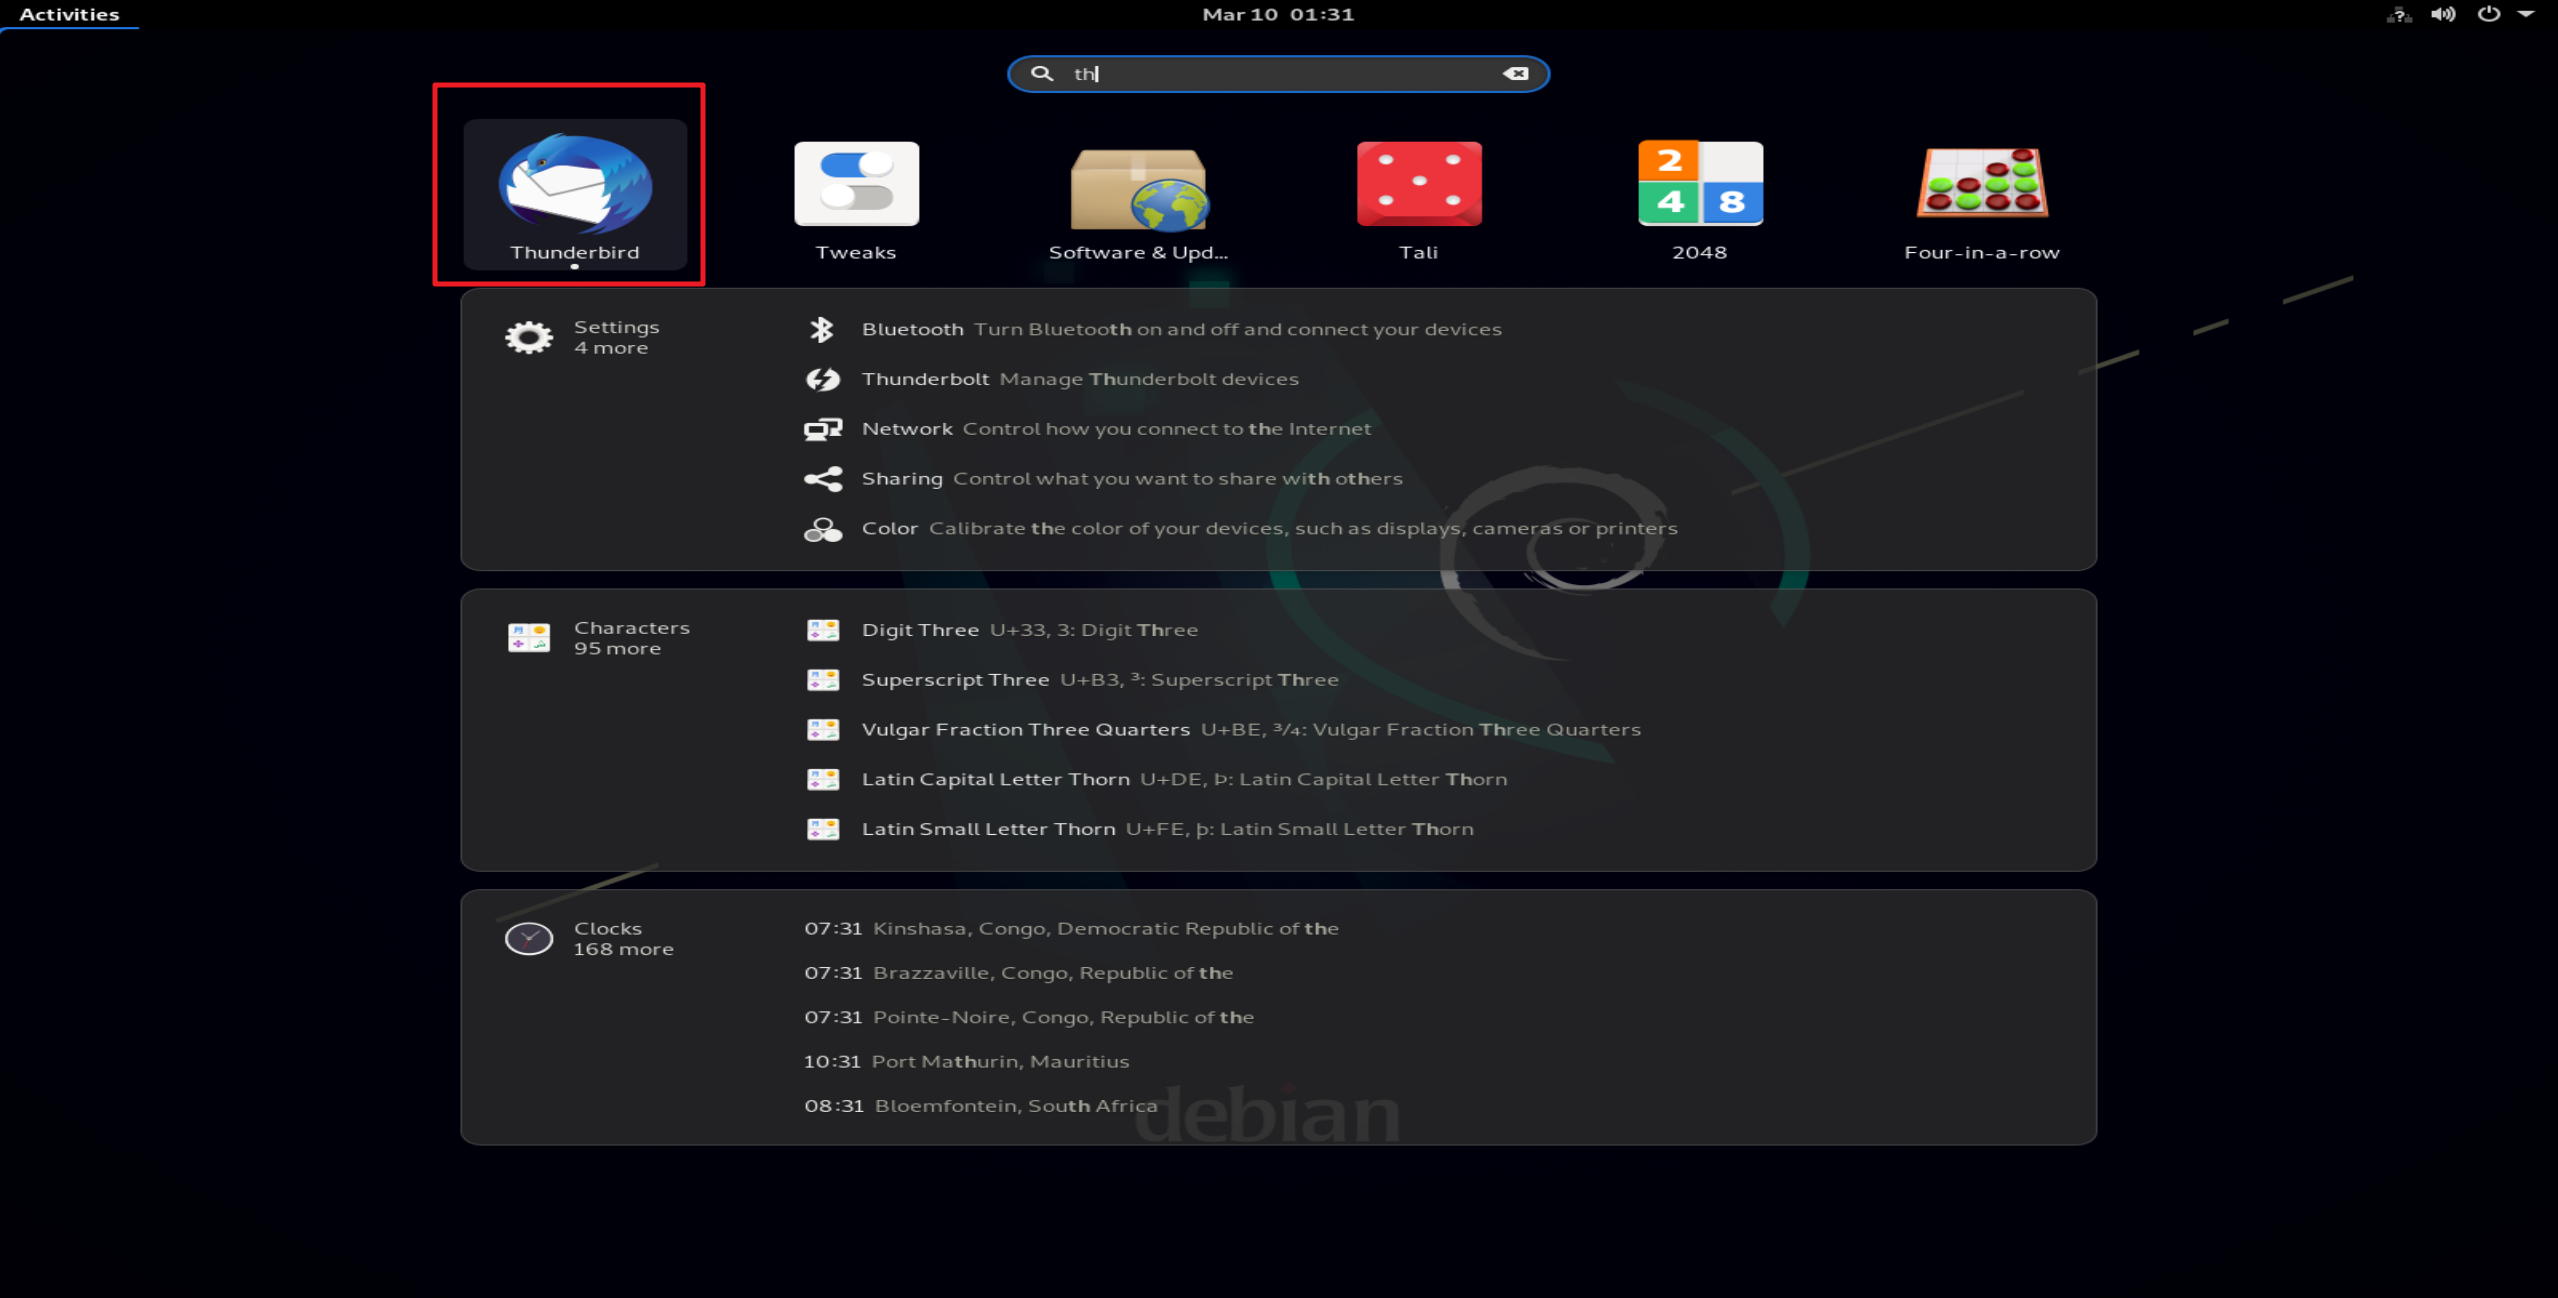 Activities
Mar 10 01:31
th
Thunderbird
Tweaks
Software & Upd...
Tali
2 4 8
2048
Four-in-a-row
Settings
4 more
Bluetooth Turn Bluetooth on and off and connect your devices
Thunderbolt Manage Thunderbolt devices
Network Control how you connect to the Internet
Sharing Control what you want to share with others
Color Calibrate the color of your devices, such as displays, cameras or printers
Characters
95 more
Digit Three U+33, 3: Digit Three
Superscript Three U+B3, ³: Superscript Three
Vulgar Fraction Three Quarters U+BE, ¾: Vulgar Fraction Three Quarters
Latin Capital Letter Thorn U+DE, Þ: Latin Capital Letter Thorn
Latin Small Letter Thorn U+FE, þ: Latin Small Letter Thorn
Clocks
168 more
07:31 Kinshasa, Congo, Democratic Republic of the
07:31 Brazzaville, Congo, Republic of the
07:31 Pointe-Noire, Congo, Republic of the
10:31 Port Mathurin, Mauritius
08:31 Bloemfontein, South Africa
debian